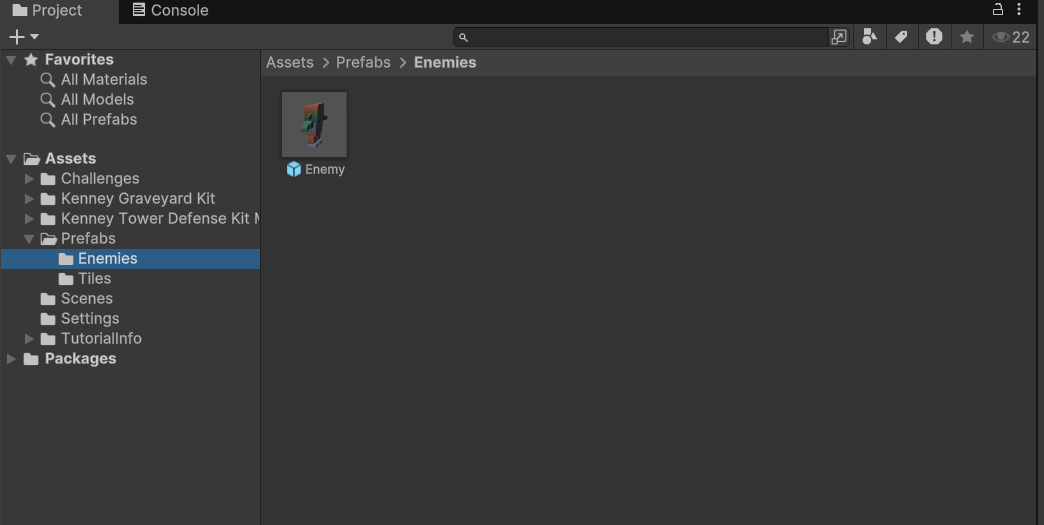 Project
Console
22
Favorites
All Materials
All Models
All Prefabs
Assets
Challenges
Kenney Graveyard Kit
Kenney Tower Defense Kit
Prefabs
Enemies
Tiles
Scenes
Settings
TutorialInfo
Packages
Assets > Prefabs > Enemies
Enemy